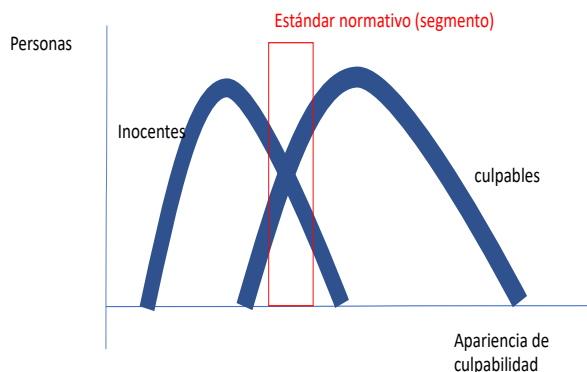 Estándar normativo (segmento)
Personas
Inocentes
culpables
Apariencia de
culpabilidad